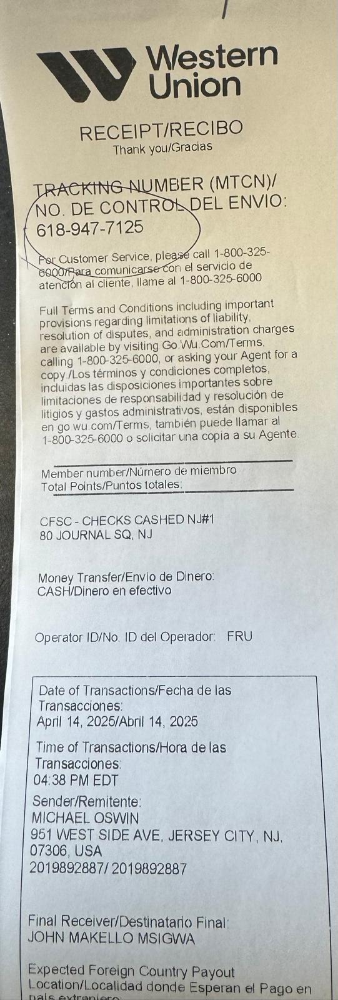 Western
Union
RECEIPT/RECIBO
Thank you/Gracias
TRACKING NUMBER (MTCN)/
NO. DE CONTROL DEL ENVIO:
618-947-7125
For Customer Service, please call 1-800-325-
6000/Para comunicarse con el servicio de
atención al cliente, llame al 1-800-325-6000
Full Terms and Conditions including important
provisions regarding limitations of liability,
resolution of disputes, and administration charges
are available by visiting Go.Wu.Com/Terms,
calling 1-800-325-6000, or asking your Agent for a
copy./Los términos y condiciones completos,
incluidas las disposiciones importantes sobre
limitaciones de responsabilidad y resolución de
litigios y gastos administrativos, están disponibles
en go wu.com/Terms, también puede llamar al
1-800-325-6000 o solicitar una copia a su Agente.
Member number/Número de miembro
Total Points/Puntos totales:
CFSC - CHECKS CASHED NJ#1
80 JOURNAL SQ, NJ
Money Transfer/Envio de Dinero:
CASH/Dinero en efectivo
Operator ID/No. ID del Operador: FRU
Date of Transactions/Fecha de las
Transacciones:
April 14, 2025/Abril 14, 2025
Time of Transactions/Hora de las
Transacciones:
04:38 PM EDT
Sender/Remitente:
MICHAEL OSWIN
951 WEST SIDE AVE, JERSEY CITY, NJ,
07306, USA
2019892887/ 2019892887
Final Receiver/Destinatario Final:
JOHN MAKELLO MSIGWA
Expected Foreign Country Payout
Location/Localidad donde Esperan el Pago en
pais extranjero: